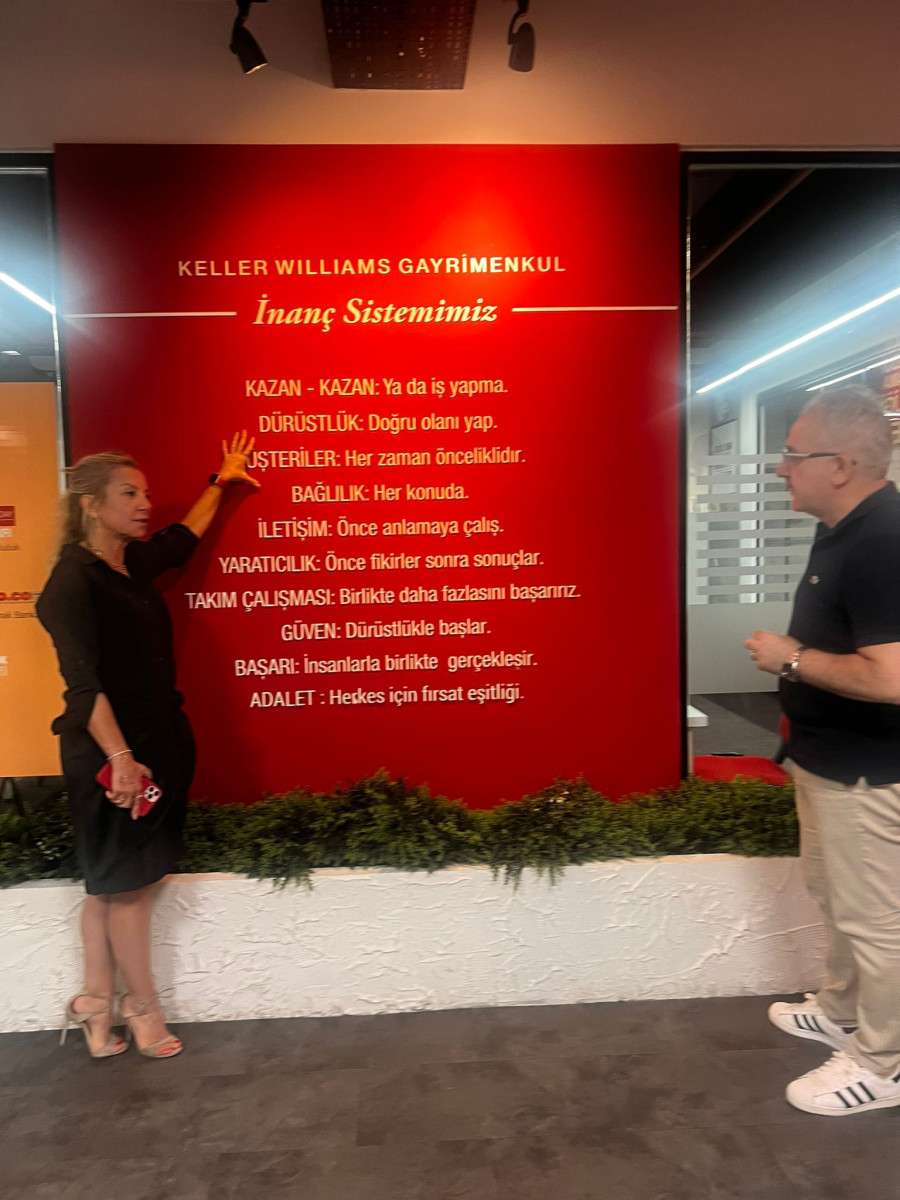 KELLER WILLIAMS GAYRİMENKUL
İnanç Sistemimiz
KAZAN - KAZAN: Ya da iş yapma.
DÜRÜSTLÜK: Doğru olanı yap.
ÜŞTERİLER: Her zaman önceliklidir.
BAĞLILIK: Her konuda.
İLETİŞİM: Önce anlamaya çalış.
YARATICILIK: Önce fikirler sonra sonuçlar.
TAKIM ÇALIŞMASI: Birlikte daha fazlasını başarırız.
GÜVEN: Dürüstlükle başlar.
BAŞARI: İnsanlarla birlikte gerçekleşir.
ADALET : Herkes için fırsat eşitliği.